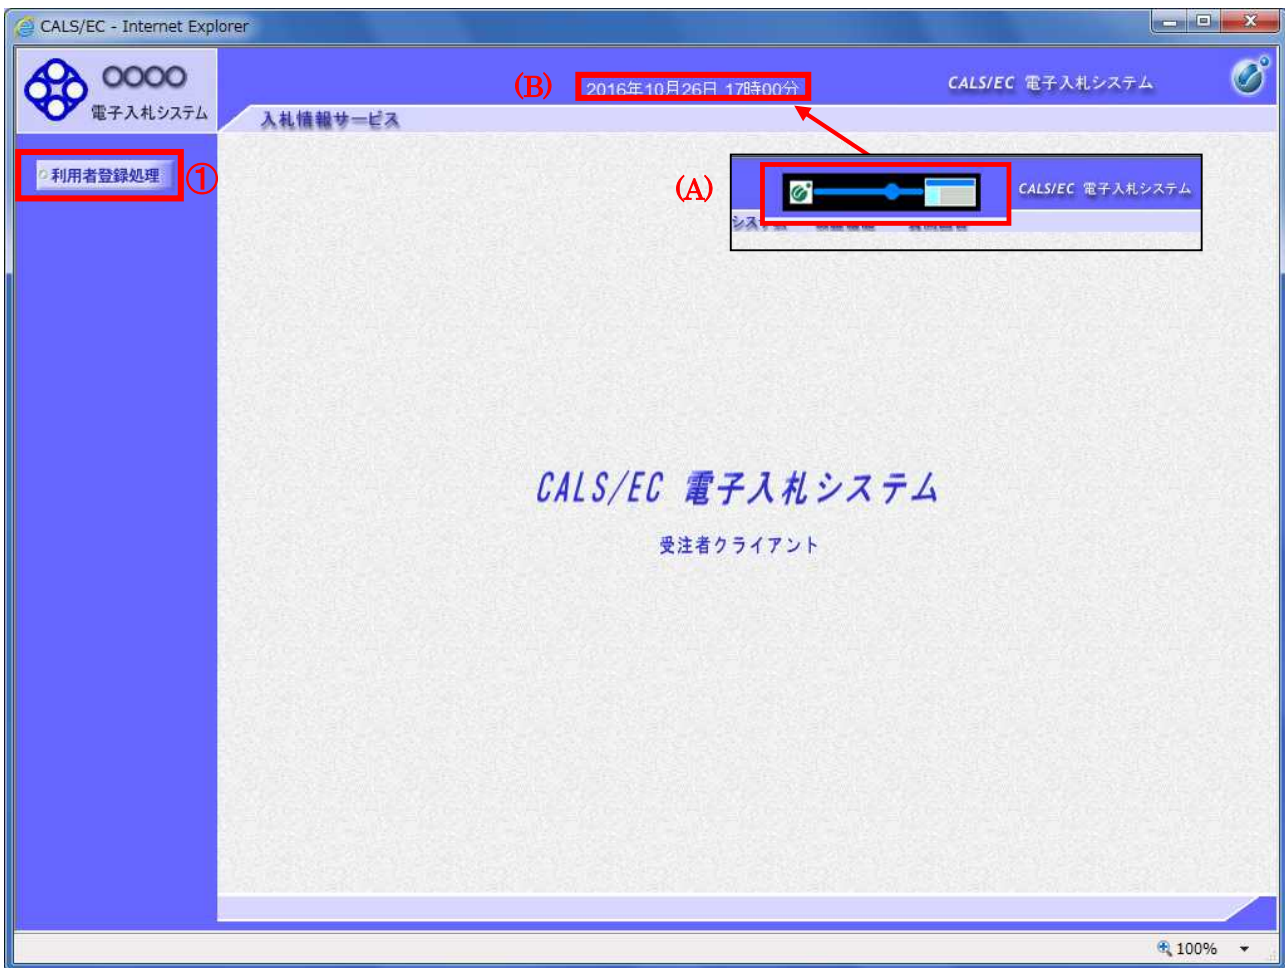 CALS/EC - Internet Explorer
〇〇〇〇
電子入札システム
(B)
2016年10月26日 17時00分
CALS/EC 電子入札システム
入札情報サービス
利用者登録処理
①
(A)
CALS/EC 電子入札システム
CALS/EC 電子入札システム
受注者クライアント
100%